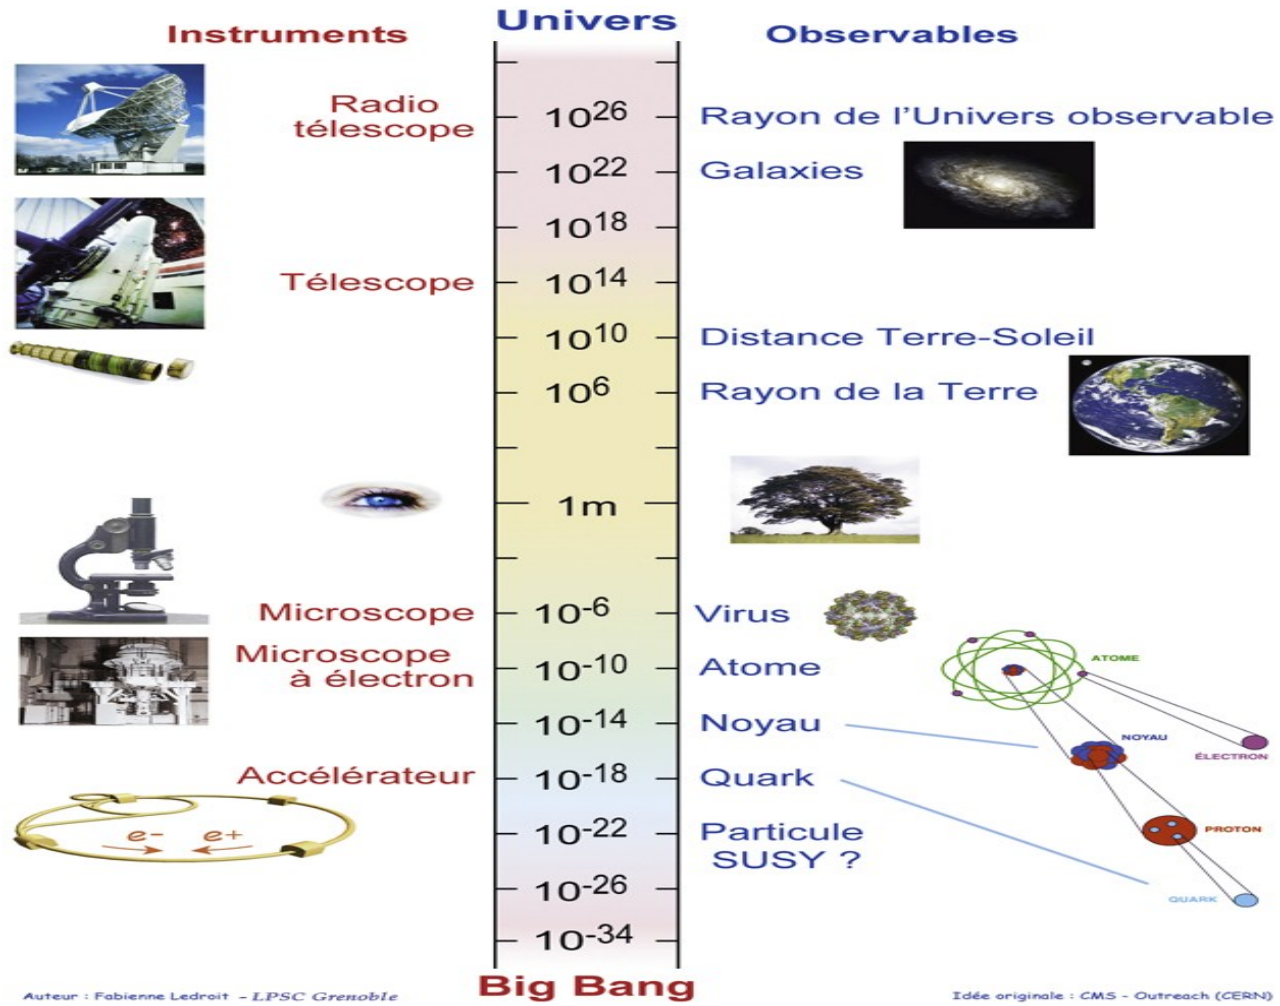 Instruments
Univers
Observables
Radio
télescope
10^26
Rayon de l'Univers observable
10^22
Galaxies
10^18
Télescope
10^14
10^10
Distance Terre-Soleil
10^6
Rayon de la Terre
1m
Microscope
10^-6
Virus
Microscope
à électron
10^-10
Atome
ATOME
10^-14
Noyau
NOYAU
ÉLECTRON
Accélérateur
10^-18
Quark
e- e+
10^-22
Particule
SUSY ?
PROTON
10^-26
QUARK
10^-34
Big Bang
Auteur : Fabienne Ledroit - LPSC Grenoble
Idée originale : CMS - Outreach (CERN)